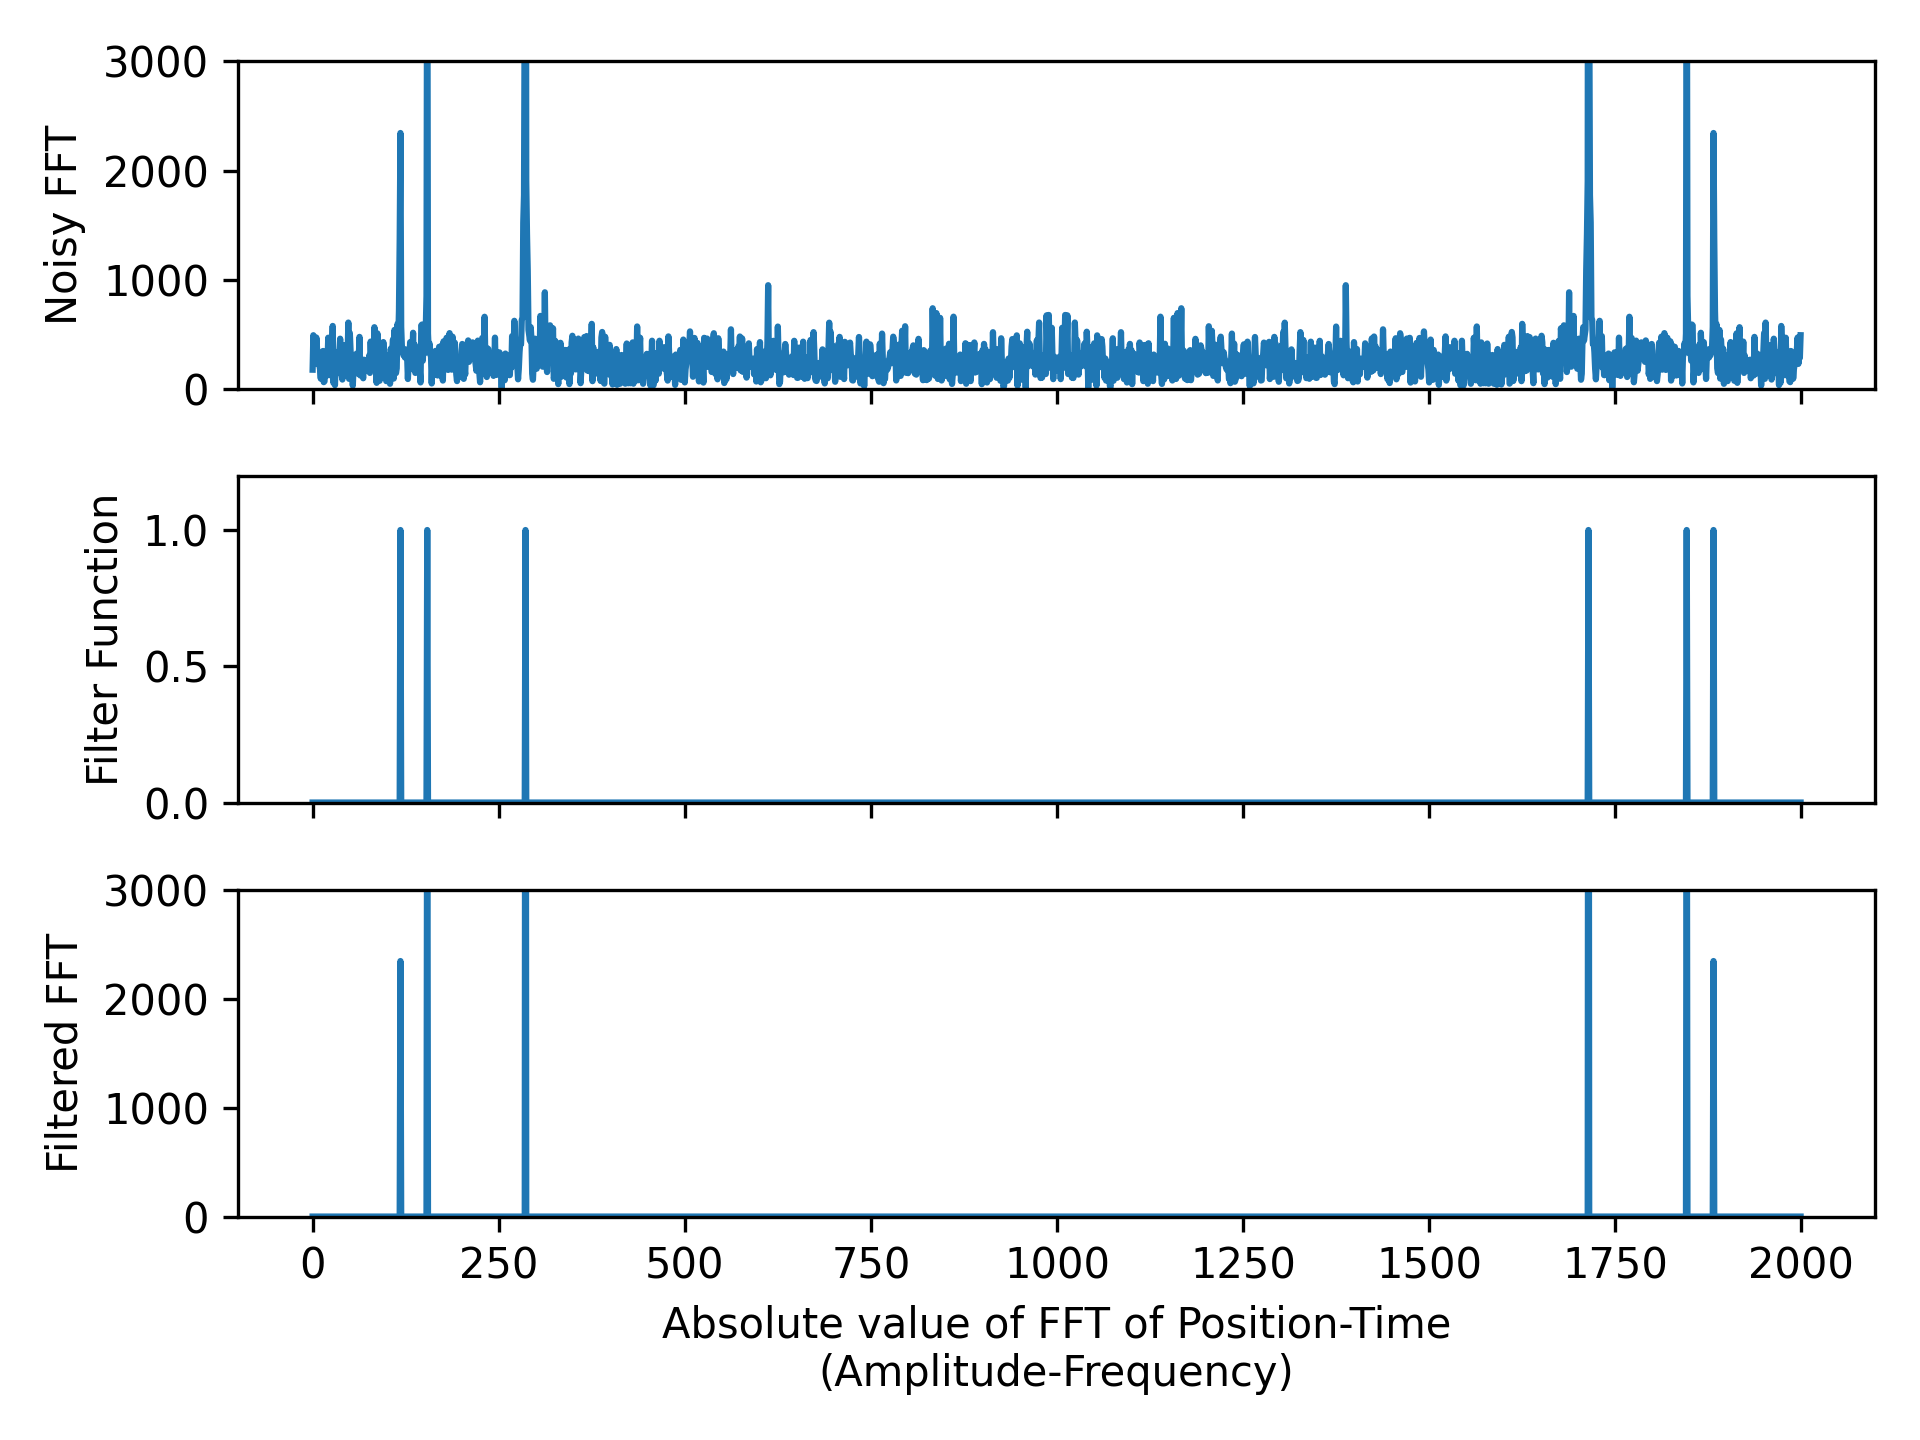 Noisy FFT
3000
2000
1000
0
Filter Function
1.0
0.5
0.0
Filtered FFT
3000
2000
1000
0
0 250 500 750 1000 1250 1500 1750 2000
Absolute value of FFT of Position-Time
(Amplitude-Frequency)